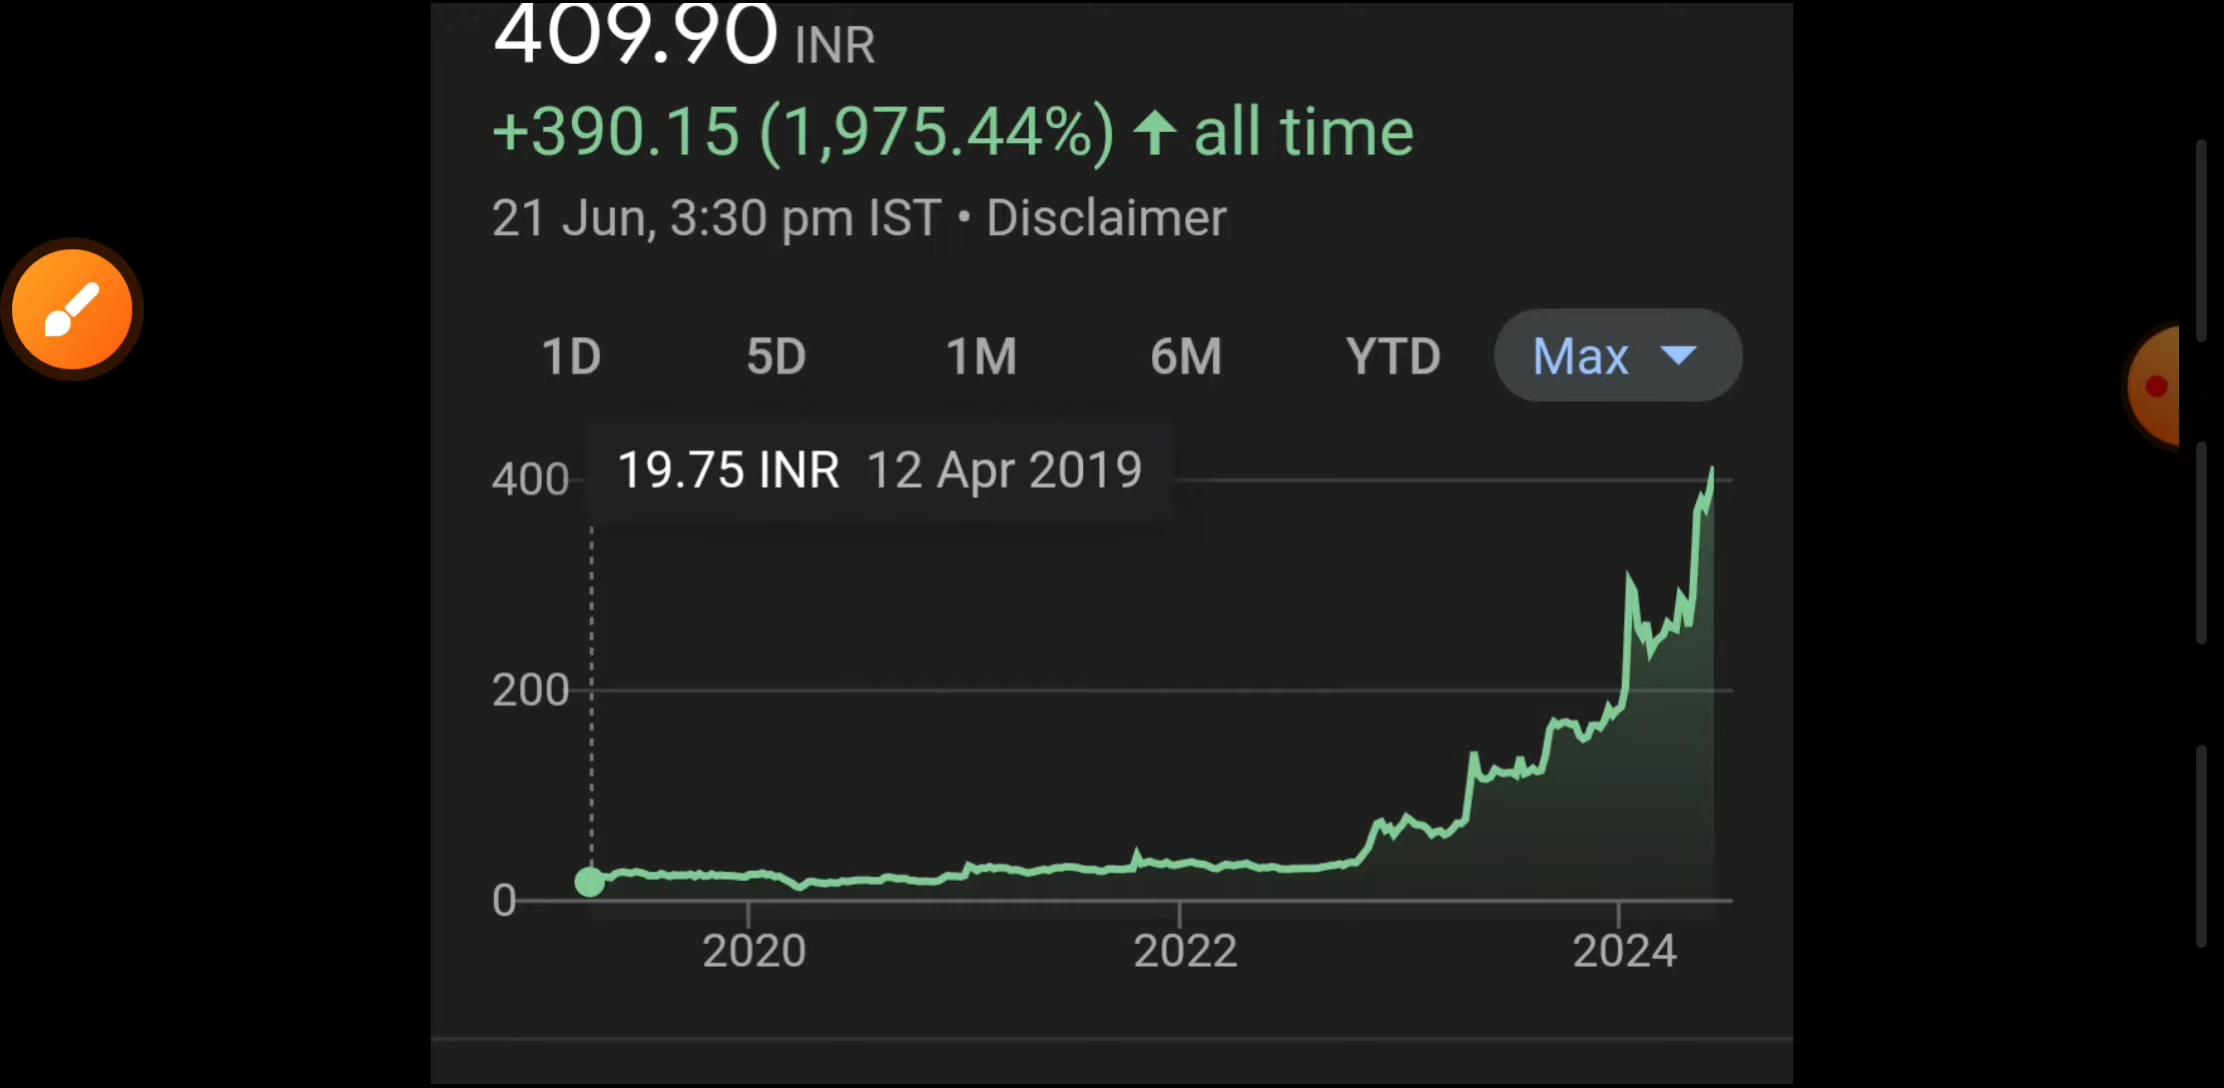 409.90 INR
+390.15 (1,975.44%) ↑ all time
21 Jun, 3:30 pm IST • Disclaimer
1D 5D 1M 6M YTD Max
19.75 INR 12 Apr 2019
400
200
0
2020 2022 2024